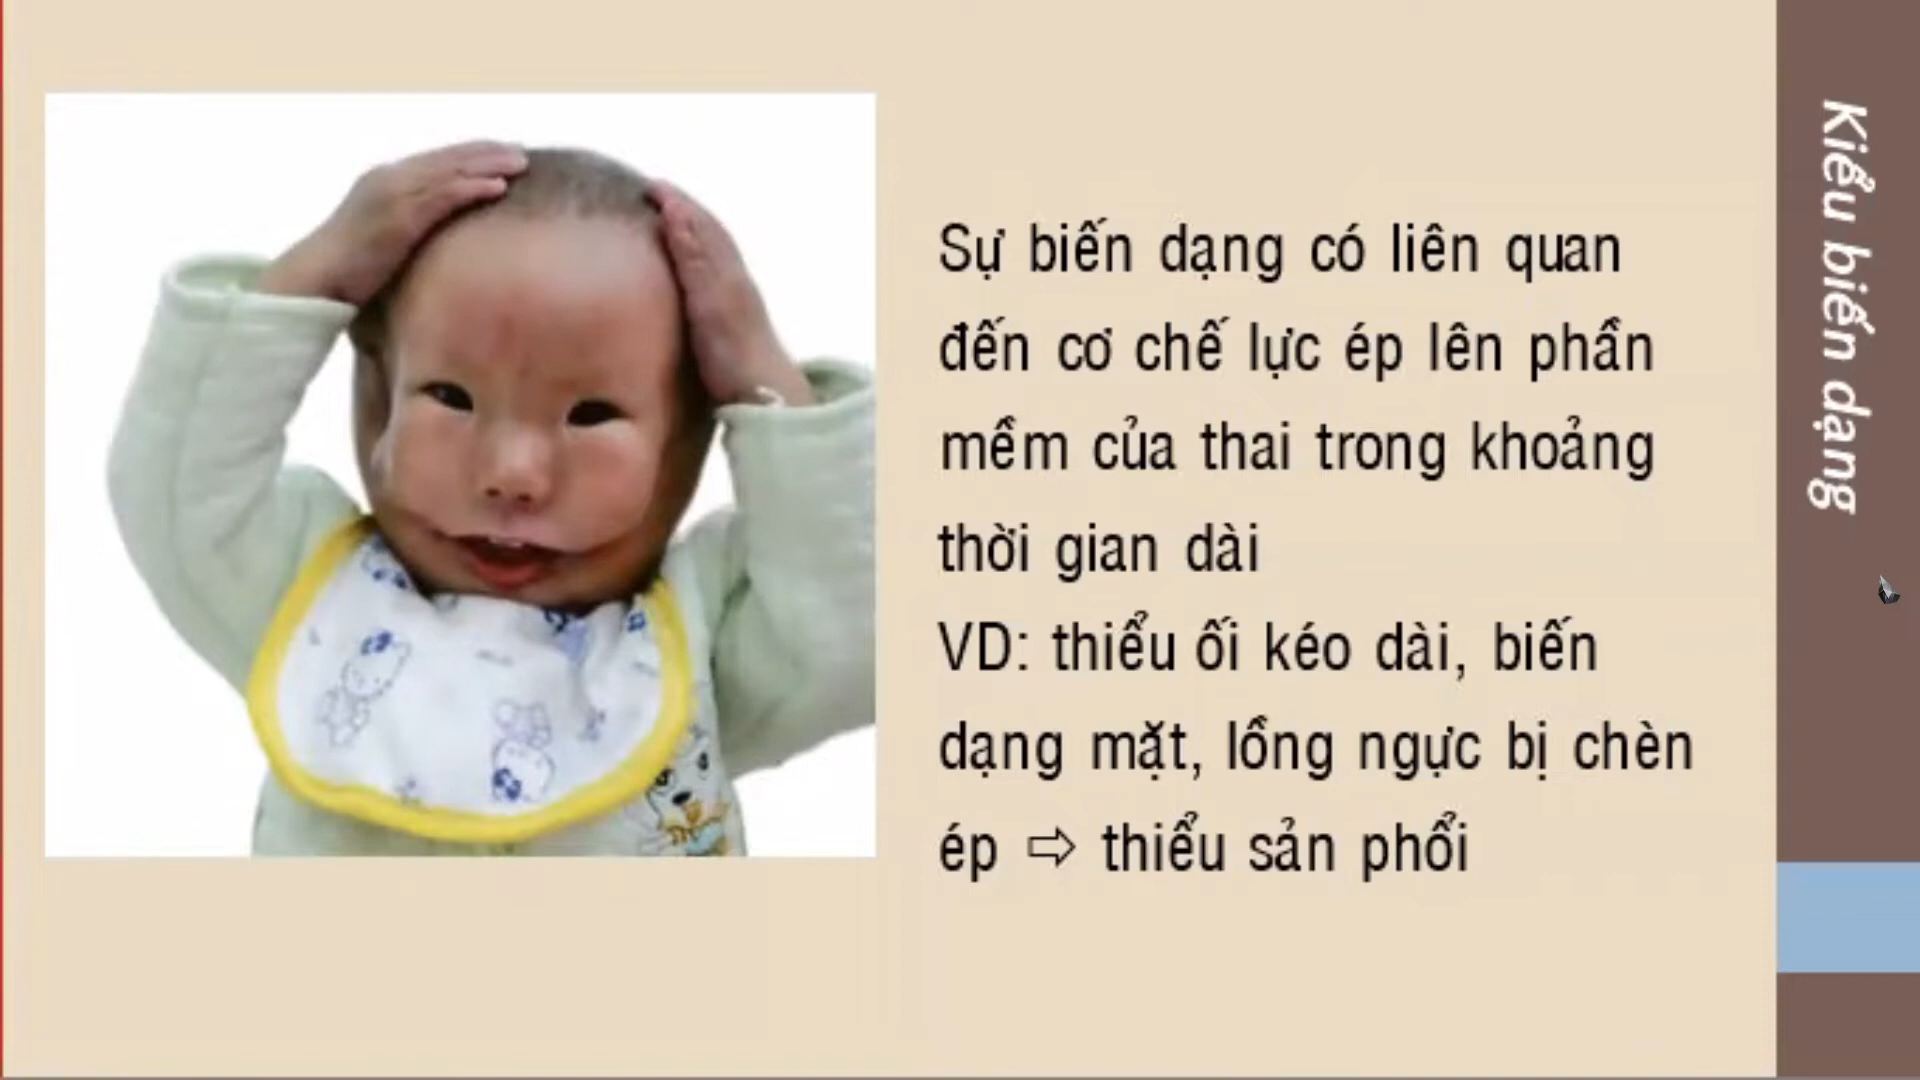 Sự biến dạng có liên quan
đến cơ chế lực ép lên phần
mềm của thai trong khoảng
thời gian dài
VD: thiểu ối kéo dài, biến
dạng mặt, lồng ngực bị chèn
ép ⇨ thiểu sản phổi
Kiểu biến dạng